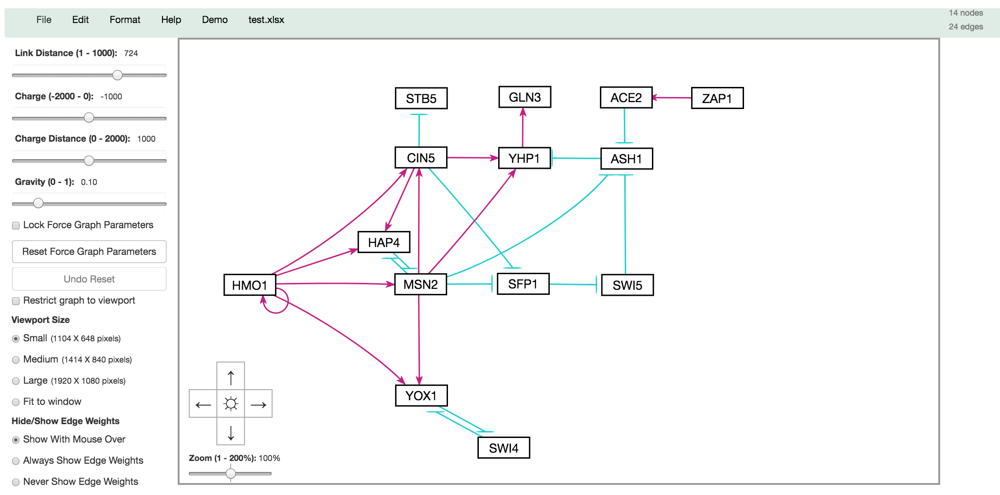 File Edit Format Help Demo test.xlsx
14 nodes
24 edges
Link Distance (1 - 1000): 724
Charge (-2000 - 0): -1000
Charge Distance (0 - 2000): 1000
Gravity (0 - 1): 0.10
Lock Force Graph Parameters
Reset Force Graph Parameters
Undo Reset
Restrict graph to viewport
Viewport Size
Small (1104 X 648 pixels)
Medium (1414 X 840 pixels)
Large (1920 X 1080 pixels)
Fit to window
Hide/Show Edge Weights
Show With Mouse Over
Always Show Edge Weights
Never Show Edge Weights
STB5 GLN3 ACE2 ZAP1
CIN5 YHP1 ASH1
HAP4
HMO1 MSN2 SFP1 SWI5
YOX1
SWI4
Zoom (1 - 200%): 100%